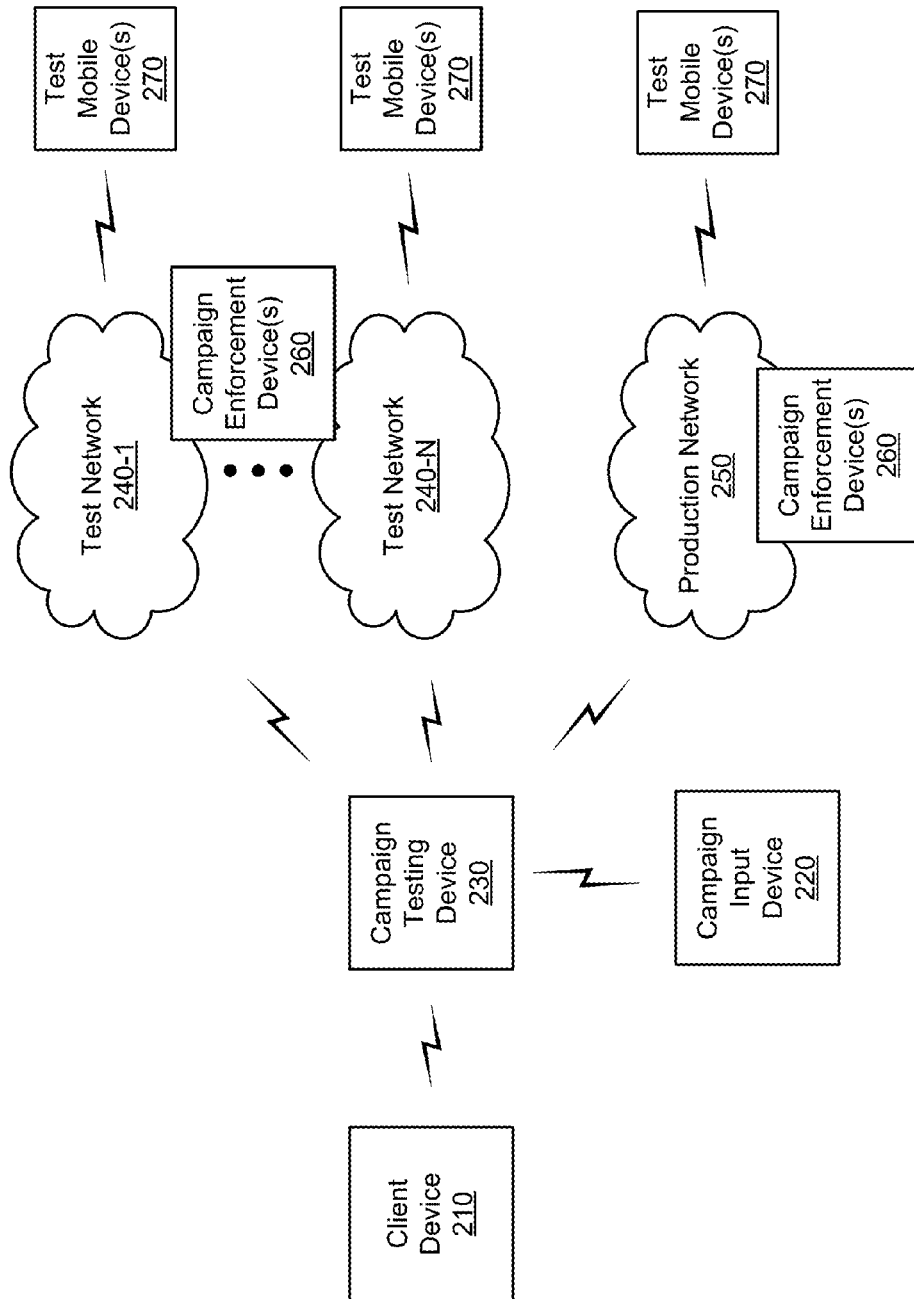 Client
Device
210
Campaign
Testing
Device
230
Campaign
Input
Device
220
Test Network
240-1
Campaign
Enforcement
Device(s)
260
Test Network
240-N
Production Network
250
Campaign
Enforcement
Device(s)
260
Test
Mobile
Device(s)
270
Test
Mobile
Device(s)
270
Test
Mobile
Device(s)
270